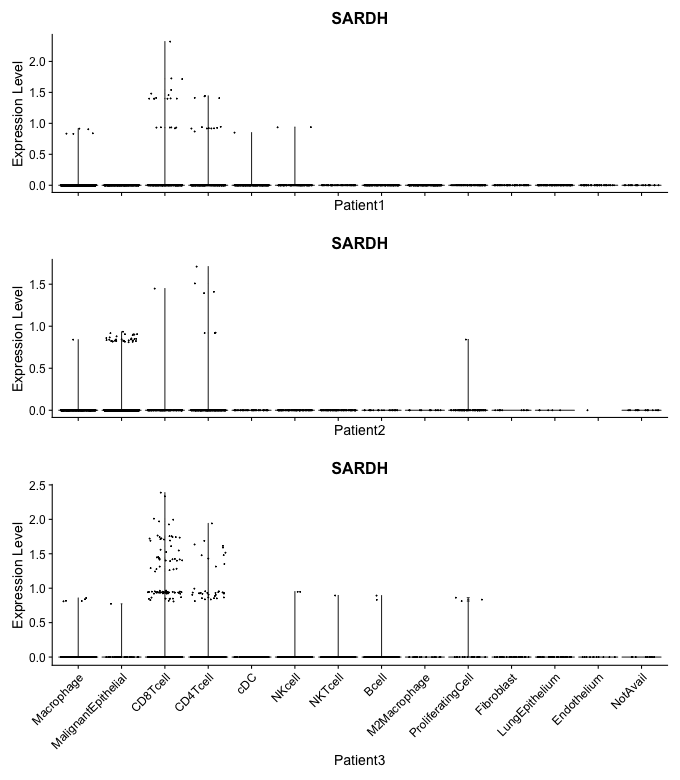 SARDH
Expression Level
2.0
1.5
1.0
0.5
0.0
Patient1
SARDH
Expression Level
1.5
1.0
0.5
0.0
Patient2
SARDH
Expression Level
2.5
2.0
1.5
1.0
0.5
0.0
Macrophage
MalignantEpithelial
CD8Tcell
CD4Tcell
cDC
NKcell
NKTcell
Bcell
M2Macrophage
ProliferatingCell
Fibroblast
LungEpithelium
Endothelium
NotAvail
Patient3